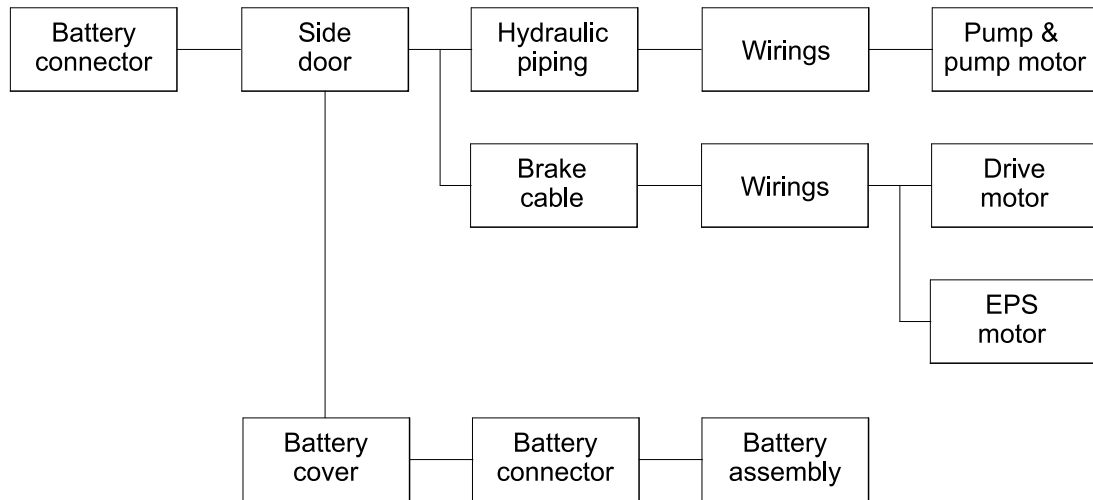 Battery
connector
Side
door
Hydraulic
piping
Wirings
Pump &
pump motor
Brake
cable
Wirings
Drive
motor
EPS
motor
Battery
cover
Battery
connector
Battery
assembly